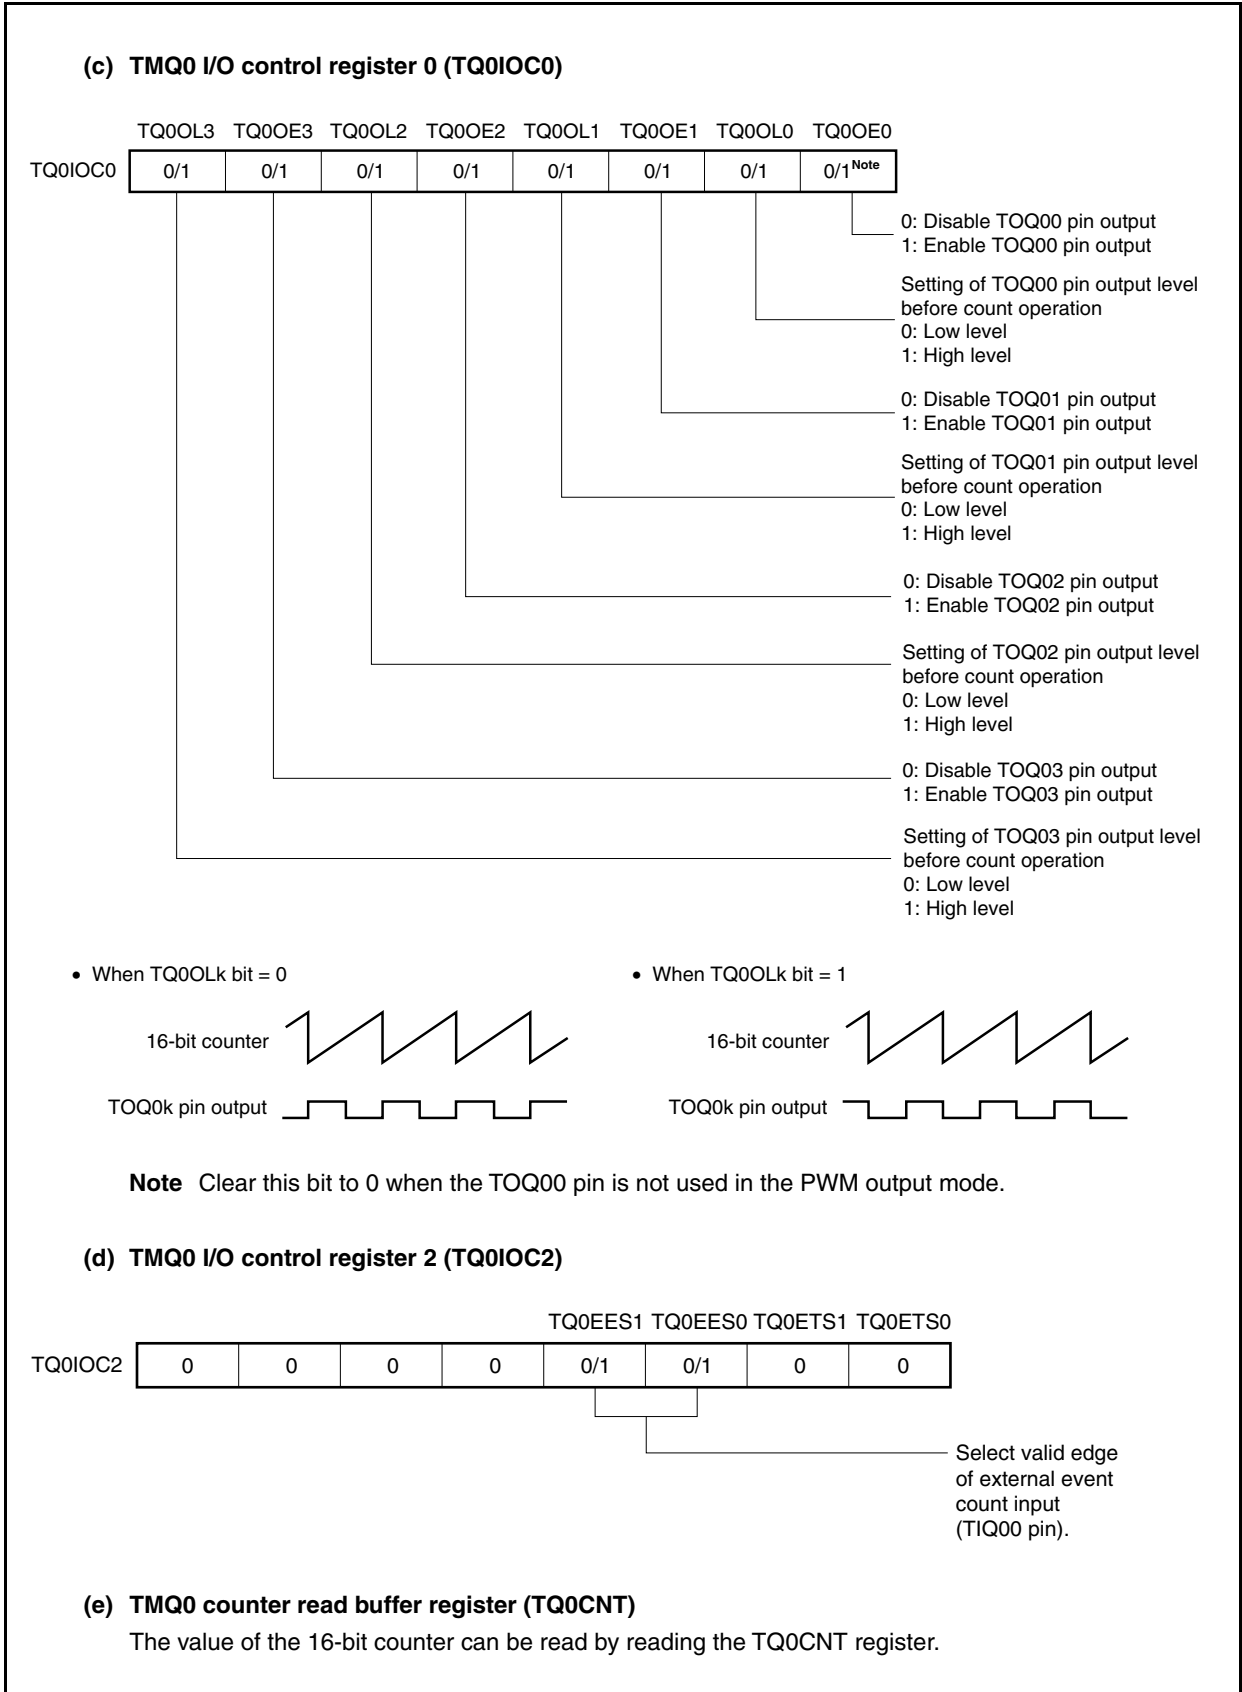 (c) TMQ0 I/O control register 0 (TQ0IOC0)
TQ0OL3 TQ0OE3 TQ0OL2 TQ0OE2 TQ0OL1 TQ0OE1 TQ0OL0 TQ0OE0
TQ0IOC0 0/1 0/1 0/1 0/1 0/1 0/1 0/1 0/1Note
0: Disable TOQ00 pin output
1: Enable TOQ00 pin output
Setting of TOQ00 pin output level
before count operation
0: Low level
1: High level
0: Disable TOQ01 pin output
1: Enable TOQ01 pin output
Setting of TOQ01 pin output level
before count operation
0: Low level
1: High level
0: Disable TOQ02 pin output
1: Enable TOQ02 pin output
Setting of TOQ02 pin output level
before count operation
0: Low level
1: High level
0: Disable TOQ03 pin output
1: Enable TOQ03 pin output
Setting of TOQ03 pin output level
before count operation
0: Low level
1: High level
• When TQ0OLk bit = 0
16-bit counter
TOQ0k pin output
• When TQ0OLk bit = 1
16-bit counter
TOQ0k pin output
Note Clear this bit to 0 when the TOQ00 pin is not used in the PWM output mode.
(d) TMQ0 I/O control register 2 (TQ0IOC2)
TQ0EES1 TQ0EES0 TQ0ETS1 TQ0ETS0
TQ0IOC2 0 0 0 0 0/1 0/1 0 0
Select valid edge
of external event
count input
(TIQ00 pin).
(e) TMQ0 counter read buffer register (TQ0CNT)
The value of the 16-bit counter can be read by reading the TQ0CNT register.